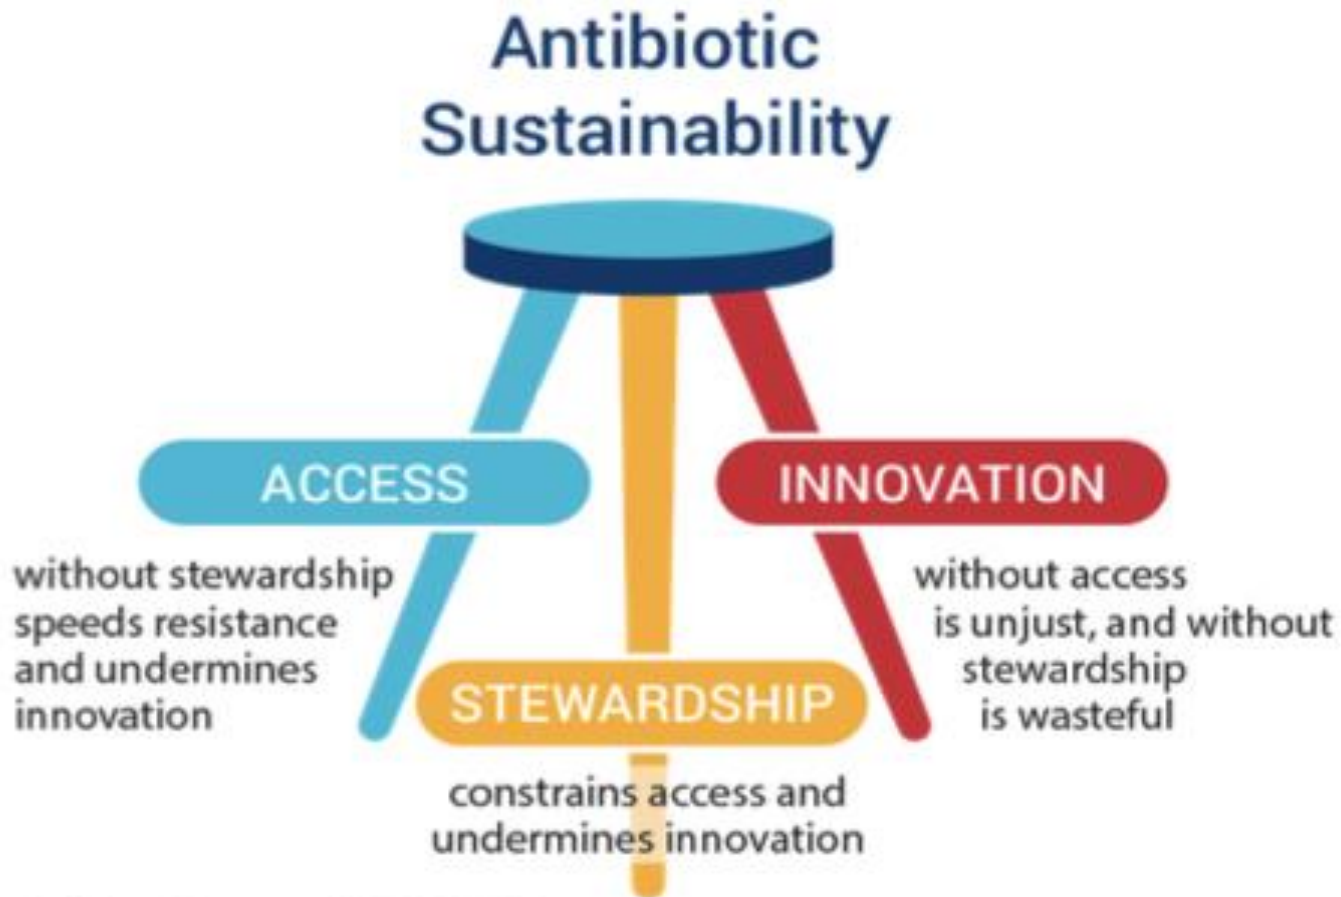 Antibiotic
Sustainability
ACCESS
without stewardship
speeds resistance
and undermines
innovation
INNOVATION
without access
is unjust, and without
stewardship
is wasteful
STEWARDSHIP
constrains access and
undermines innovation